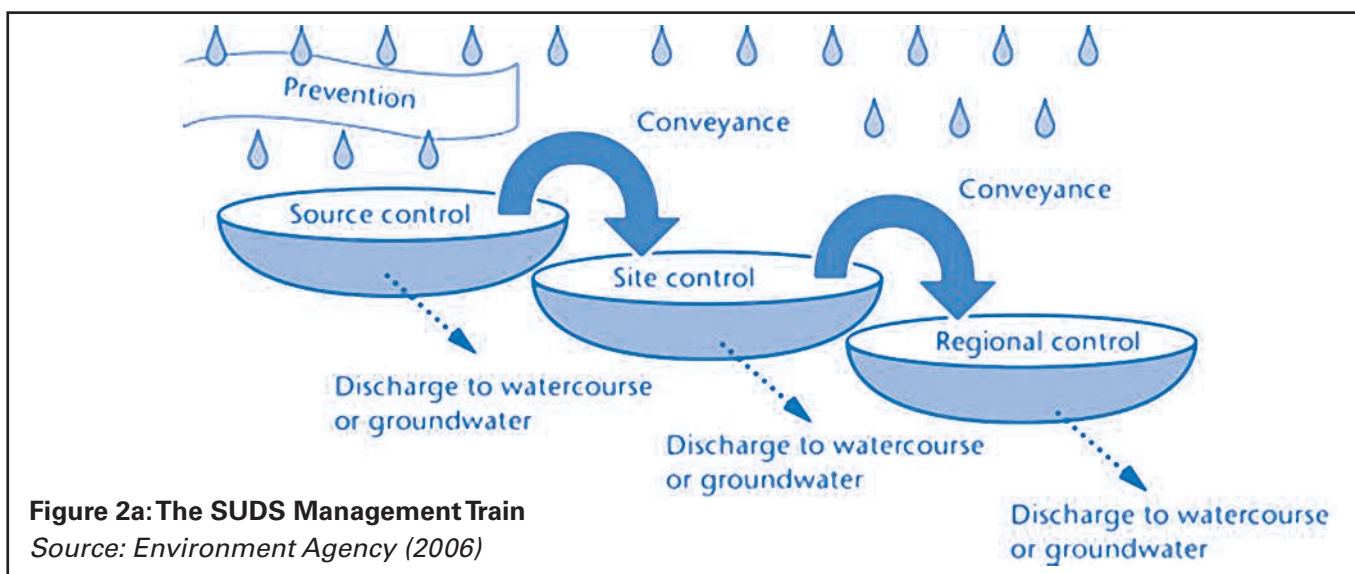 Prevention
Conveyance
Conveyance
Source control
Site control
Regional control
Discharge to watercourse
or groundwater
Discharge to watercourse
or groundwater
Discharge to watercourse
or groundwater
Figure 2a: The SUDS Management Train
Source: Environment Agency (2006)